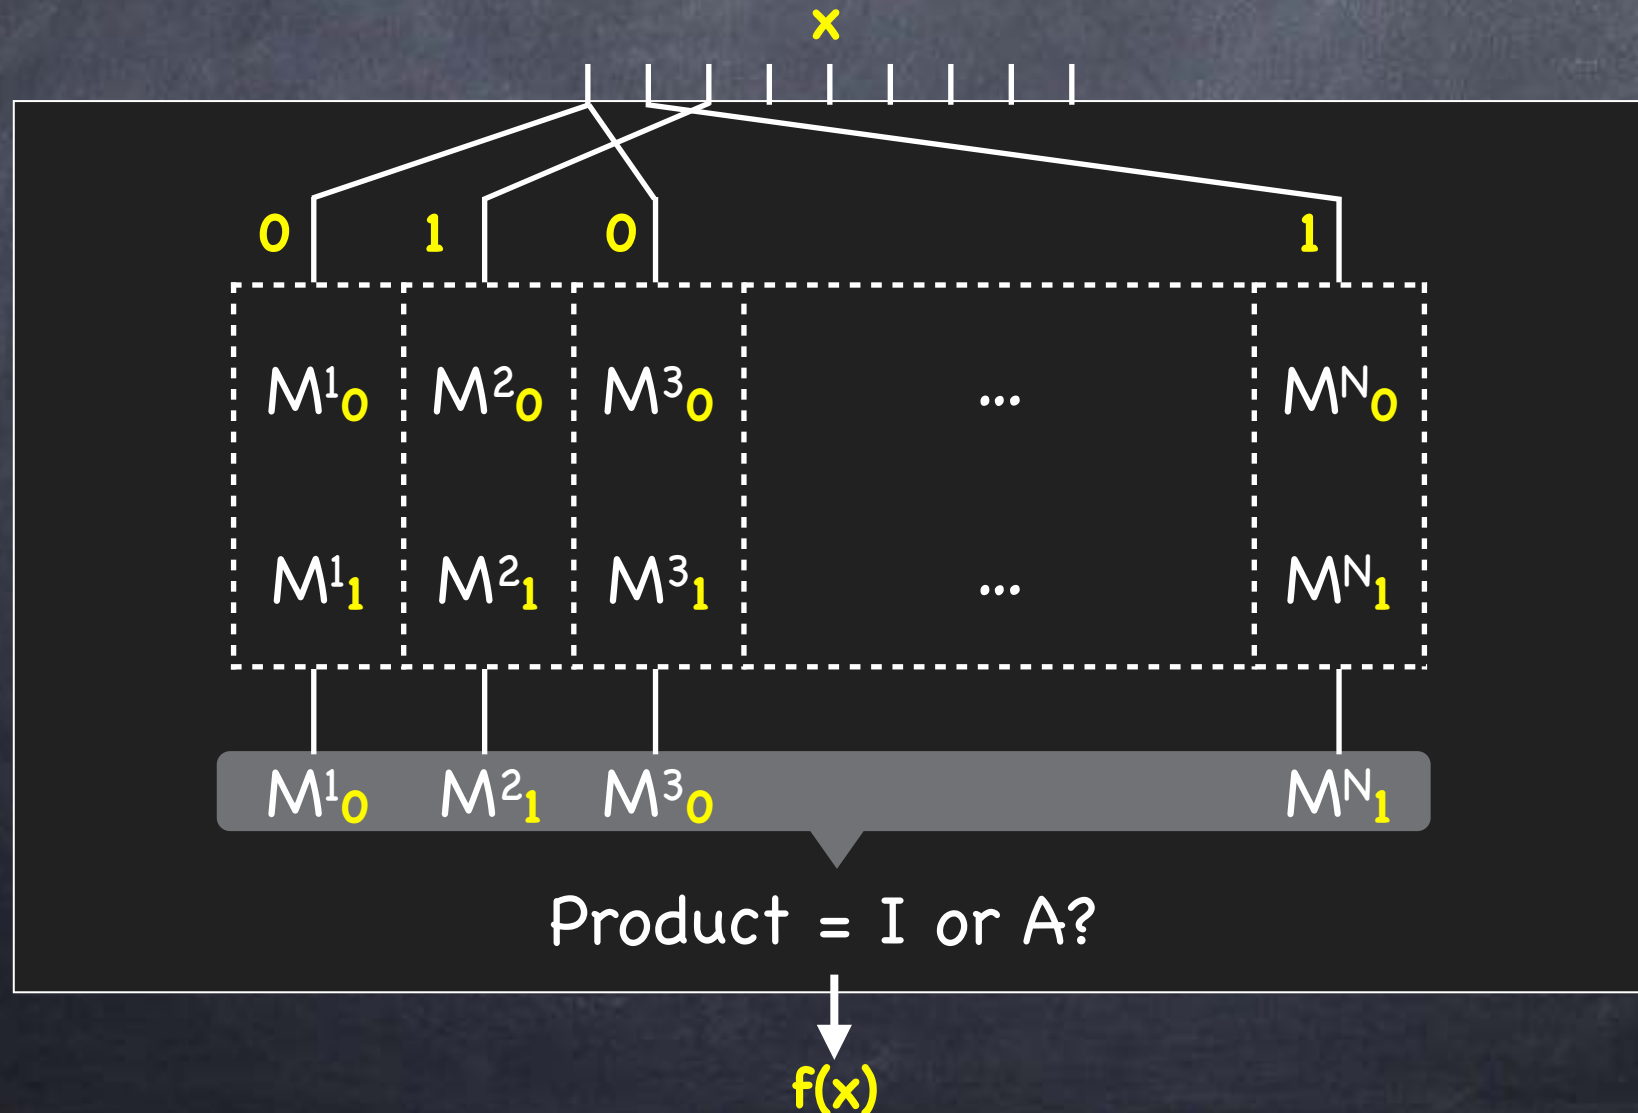 x
0 1 0 1
M¹₀ M²₀ M³₀ ... Mᴺ₀
M¹₁ M²₁ M³₁ ... Mᴺ₁
M¹₀ M²₁ M³₀ Mᴺ₁
Product = I or A?
f(x)